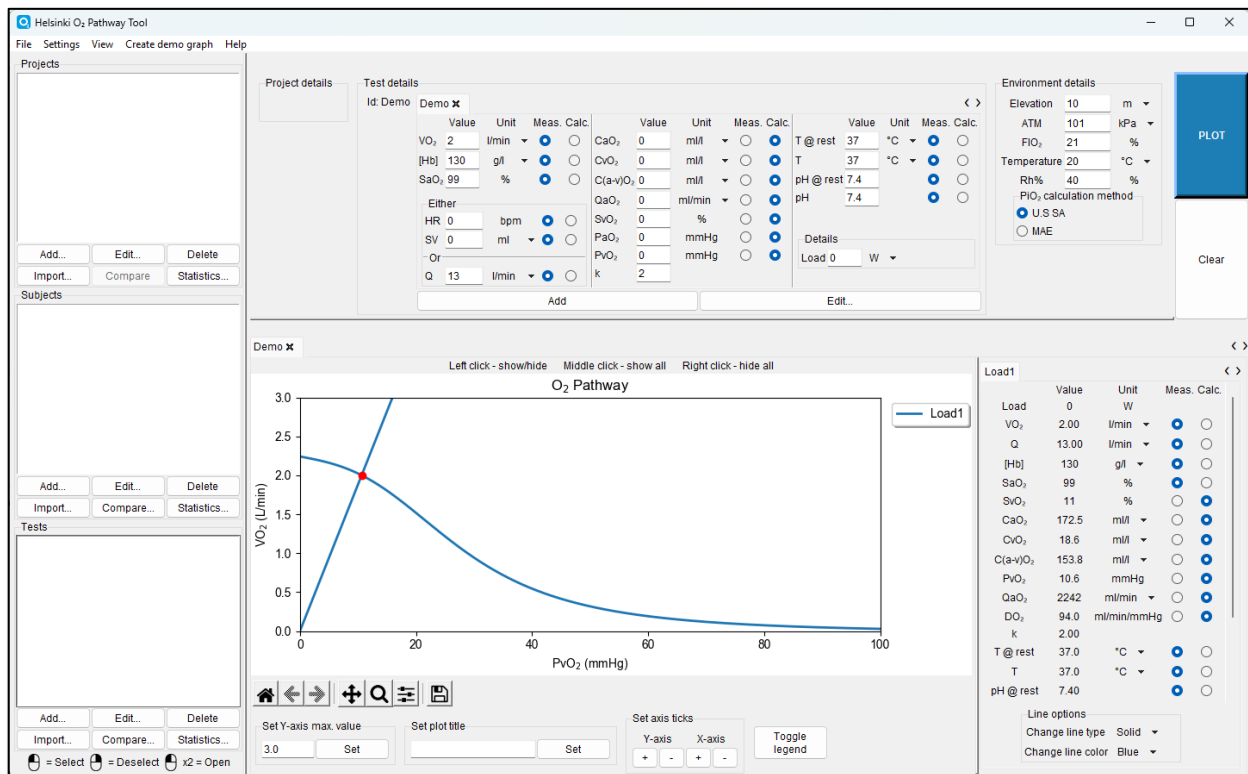 Helsinki O₂ Pathway Tool
File Settings View Create demo graph Help
Projects
Add... Edit... Delete
Import... Compare Statistics...
Subjects
Add... Edit... Delete
Import... Compare... Statistics...
Tests
Add... Edit... Delete
Import... Compare... Statistics...
= Select = Deselect x2 = Open
Project details
Test details
Id: Demo Demo ✖ < >
Value Unit Meas. Calc.
VO₂ 2 l/min
[Hb] 130 g/l
SaO₂ 99 %
Either
HR 0 bpm
SV 0 ml
Or
Q 13 l/min
Value Unit Meas. Calc.
CaO₂ 0 ml/l
CvO₂ 0 ml/l
C(a-v)O₂ 0 ml/l
QaO₂ 0 ml/min
SvO₂ 0 %
PaO₂ 0 mmHg
PvO₂ 0 mmHg
k 2
Value Unit Meas. Calc.
T @ rest 37 °C
T 37 °C
pH @ rest 7.4
pH 7.4
Details
Load 0 W
Add Edit...
Environment details
Elevation 10 m
ATM 101 kPa
FIO₂ 21 %
Temperature 20 °C
Rh% 40 %
PiO₂ calculation method
U.S SA
MAE
PLOT
Clear
Demo ✖ < >
Left click - show/hide Middle click - show all Right click - hide all
O₂ Pathway
3.0
2.5
2.0
1.5
1.0
0.5
0.0
VO₂ (L/min)
0 20 40 60 80 100
PvO₂ (mmHg)
Load1
Set Y-axis max. value
3.0 Set
Set plot title
Set
Set axis ticks
Y-axis X-axis
+ - + -
Toggle
legend
Load1 < >
Value Unit Meas. Calc.
Load 0 W
VO₂ 2.00 l/min
Q 13.00 l/min
[Hb] 130 g/l
SaO₂ 99 %
SvO₂ 11 %
CaO₂ 172.5 ml/l
CvO₂ 18.6 ml/l
C(a-v)O₂ 153.8 ml/l
PvO₂ 10.6 mmHg
QaO₂ 2242 ml/min
DO₂ 94.0 ml/min/mmHg
k 2.00
T @ rest 37.0 °C
T 37.0 °C
pH @ rest 7.40
Line options
Change line type Solid
Change line color Blue